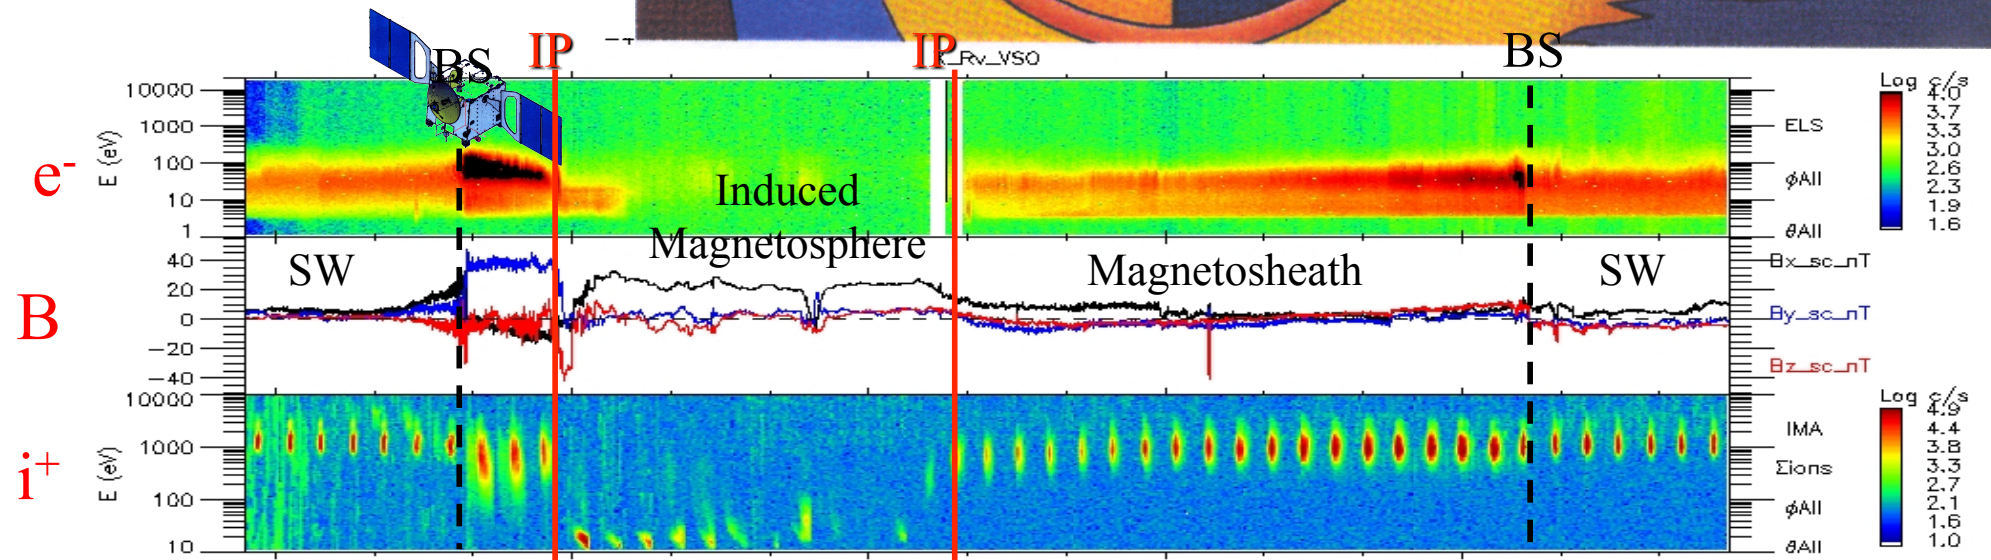 BS IP IP BS
R_Rv_VSO
e-
E (eV)
10000
1000
100
10
1
Induced
Magnetosphere
Log c/s
4.0
3.7
3.3
3.0
2.6
2.3
1.9
1.6
ELS
φAll
θAll
B
40
20
0
-20
-40
SW
Magnetosheath
SW
Bx_sc_nT
By_sc_nT
Bz_sc_nT
i+
E (eV)
10000
1000
100
10
IMA
Σions
φAll
θAll
Log c/s
4.9
4.4
3.8
3.3
2.7
2.1
1.6
1.0